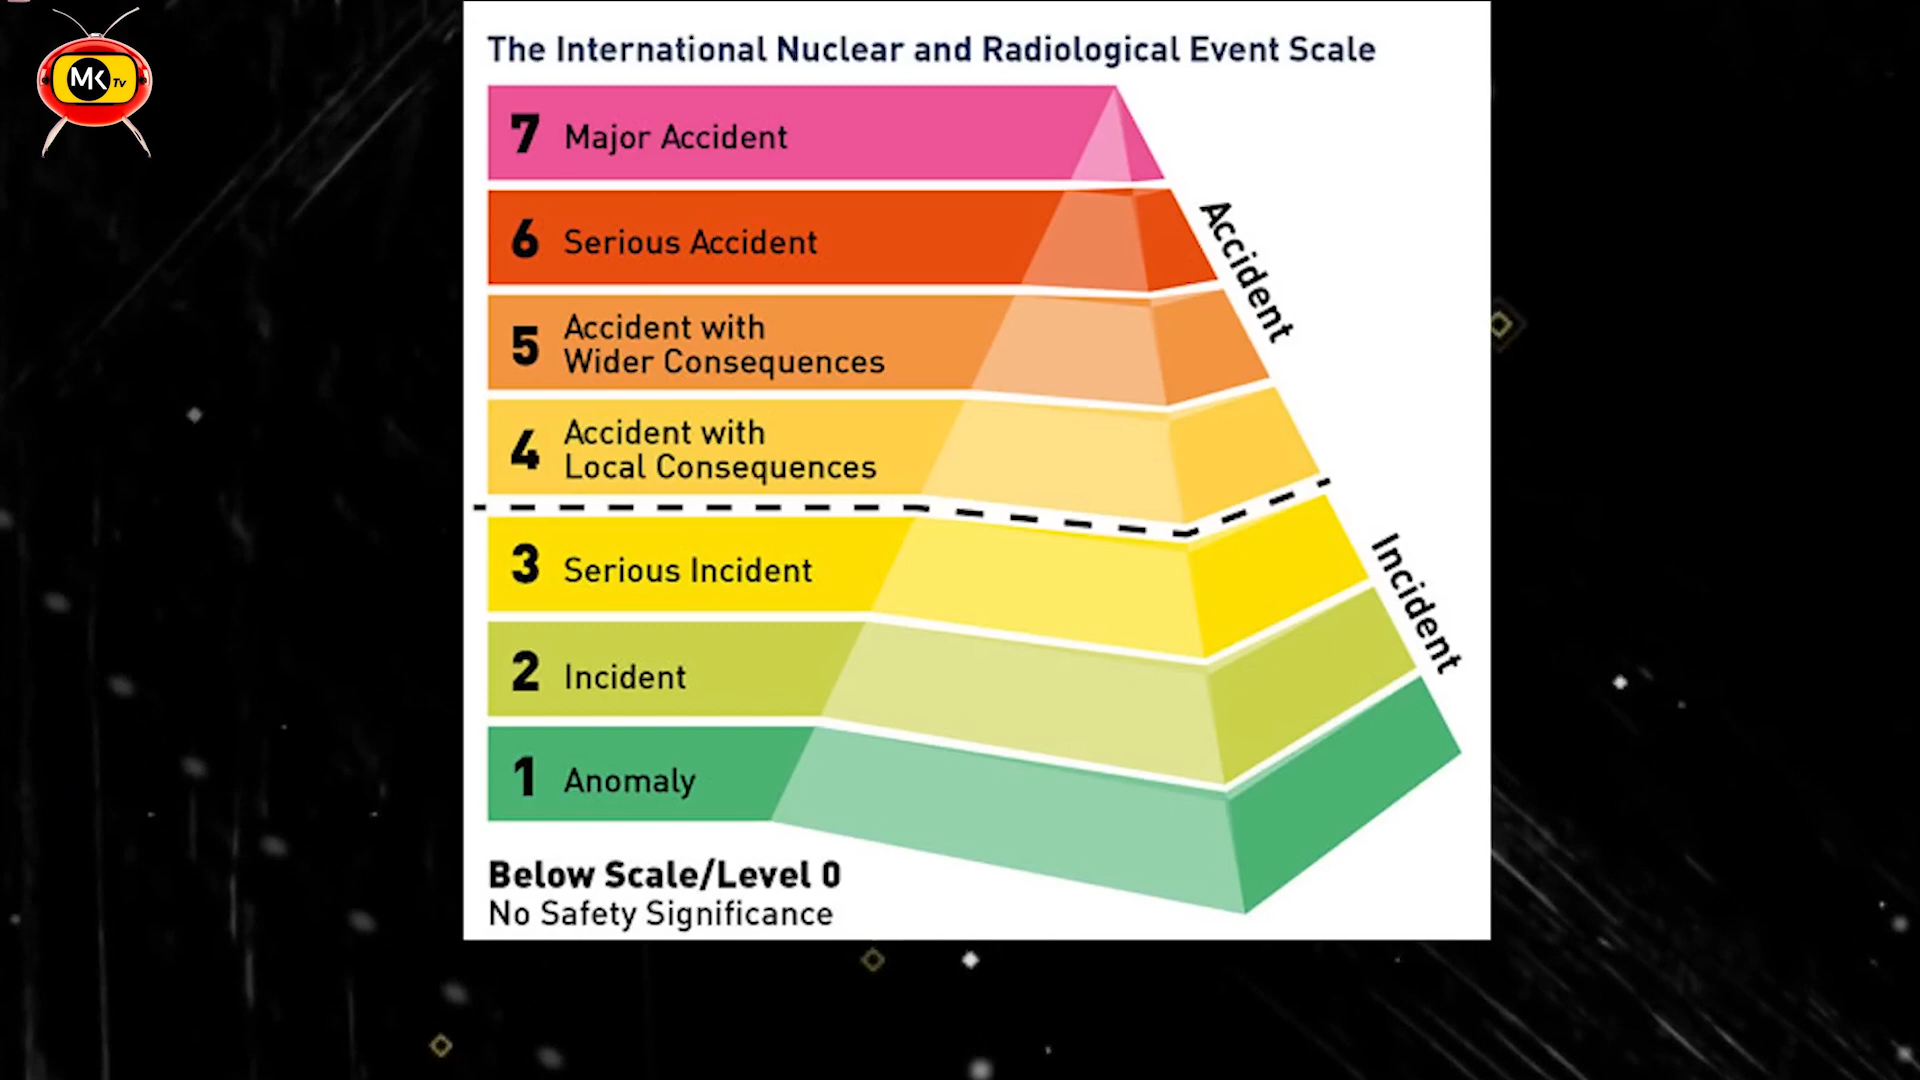 MK Tv
The International Nuclear and Radiological Event Scale
7 Major Accident
6 Serious Accident
5 Accident with
Wider Consequences
4 Accident with
Local Consequences
Accident
3 Serious Incident
2 Incident
1 Anomaly
Incident
Below Scale/Level 0
No Safety Significance